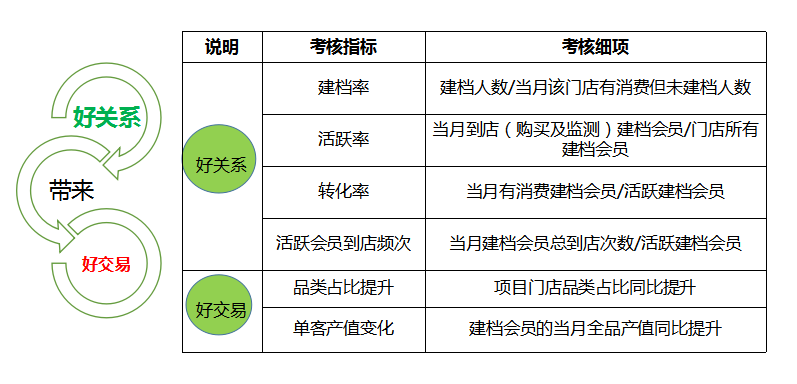 好关系
带来
好交易
说明 考核指标 考核细项
好关系
建档率 建档人数/当月该门店有消费但未建档人数
活跃率 当月到店（购买及监测）建档会员/门店所有
建档会员
转化率 当月有消费建档会员/活跃建档会员
活跃会员到店频次 当月建档会员总到店次数/活跃建档会员
好交易
品类占比提升 项目门店品类占比同比提升
单客产值变化 建档会员的当月全品产值同比提升